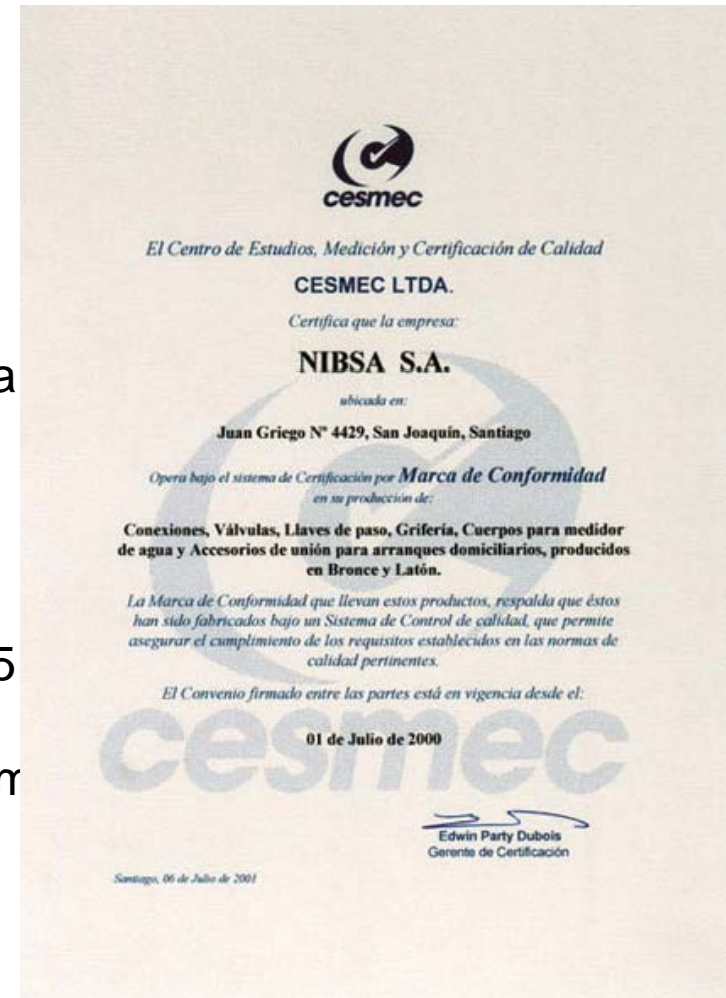 cesmec
El Centro de Estudios, Medición y Certificación de Calidad
CESMEC LTDA.
Certifica que la empresa:
NIBSA S.A.
ubicada en:
Juan Griego Nº 4429, San Joaquín, Santiago
Opera bajo el sistema de Certificación por Marca de Conformidad
en su producción de:
Conexiones, Válvulas, Llaves de paso, Grifería, Cuerpos para medidor
de agua y Accesorios de unión para arranques domiciliarios, producidos
en Bronce y Latón.
La Marca de Conformidad que llevan estos productos, respalda que éstos
han sido fabricados bajo un Sistema de Control de calidad, que permite
asegurar el cumplimiento de los requisitos establecidos en las normas de
calidad pertinentes.
El Convenio firmado entre las partes está en vigencia desde el:
01 de Julio de 2000
cesmec
Edwin Party Dubois
Gerente de Certificación
Santiago, 06 de Julio de 2001
a
5
m